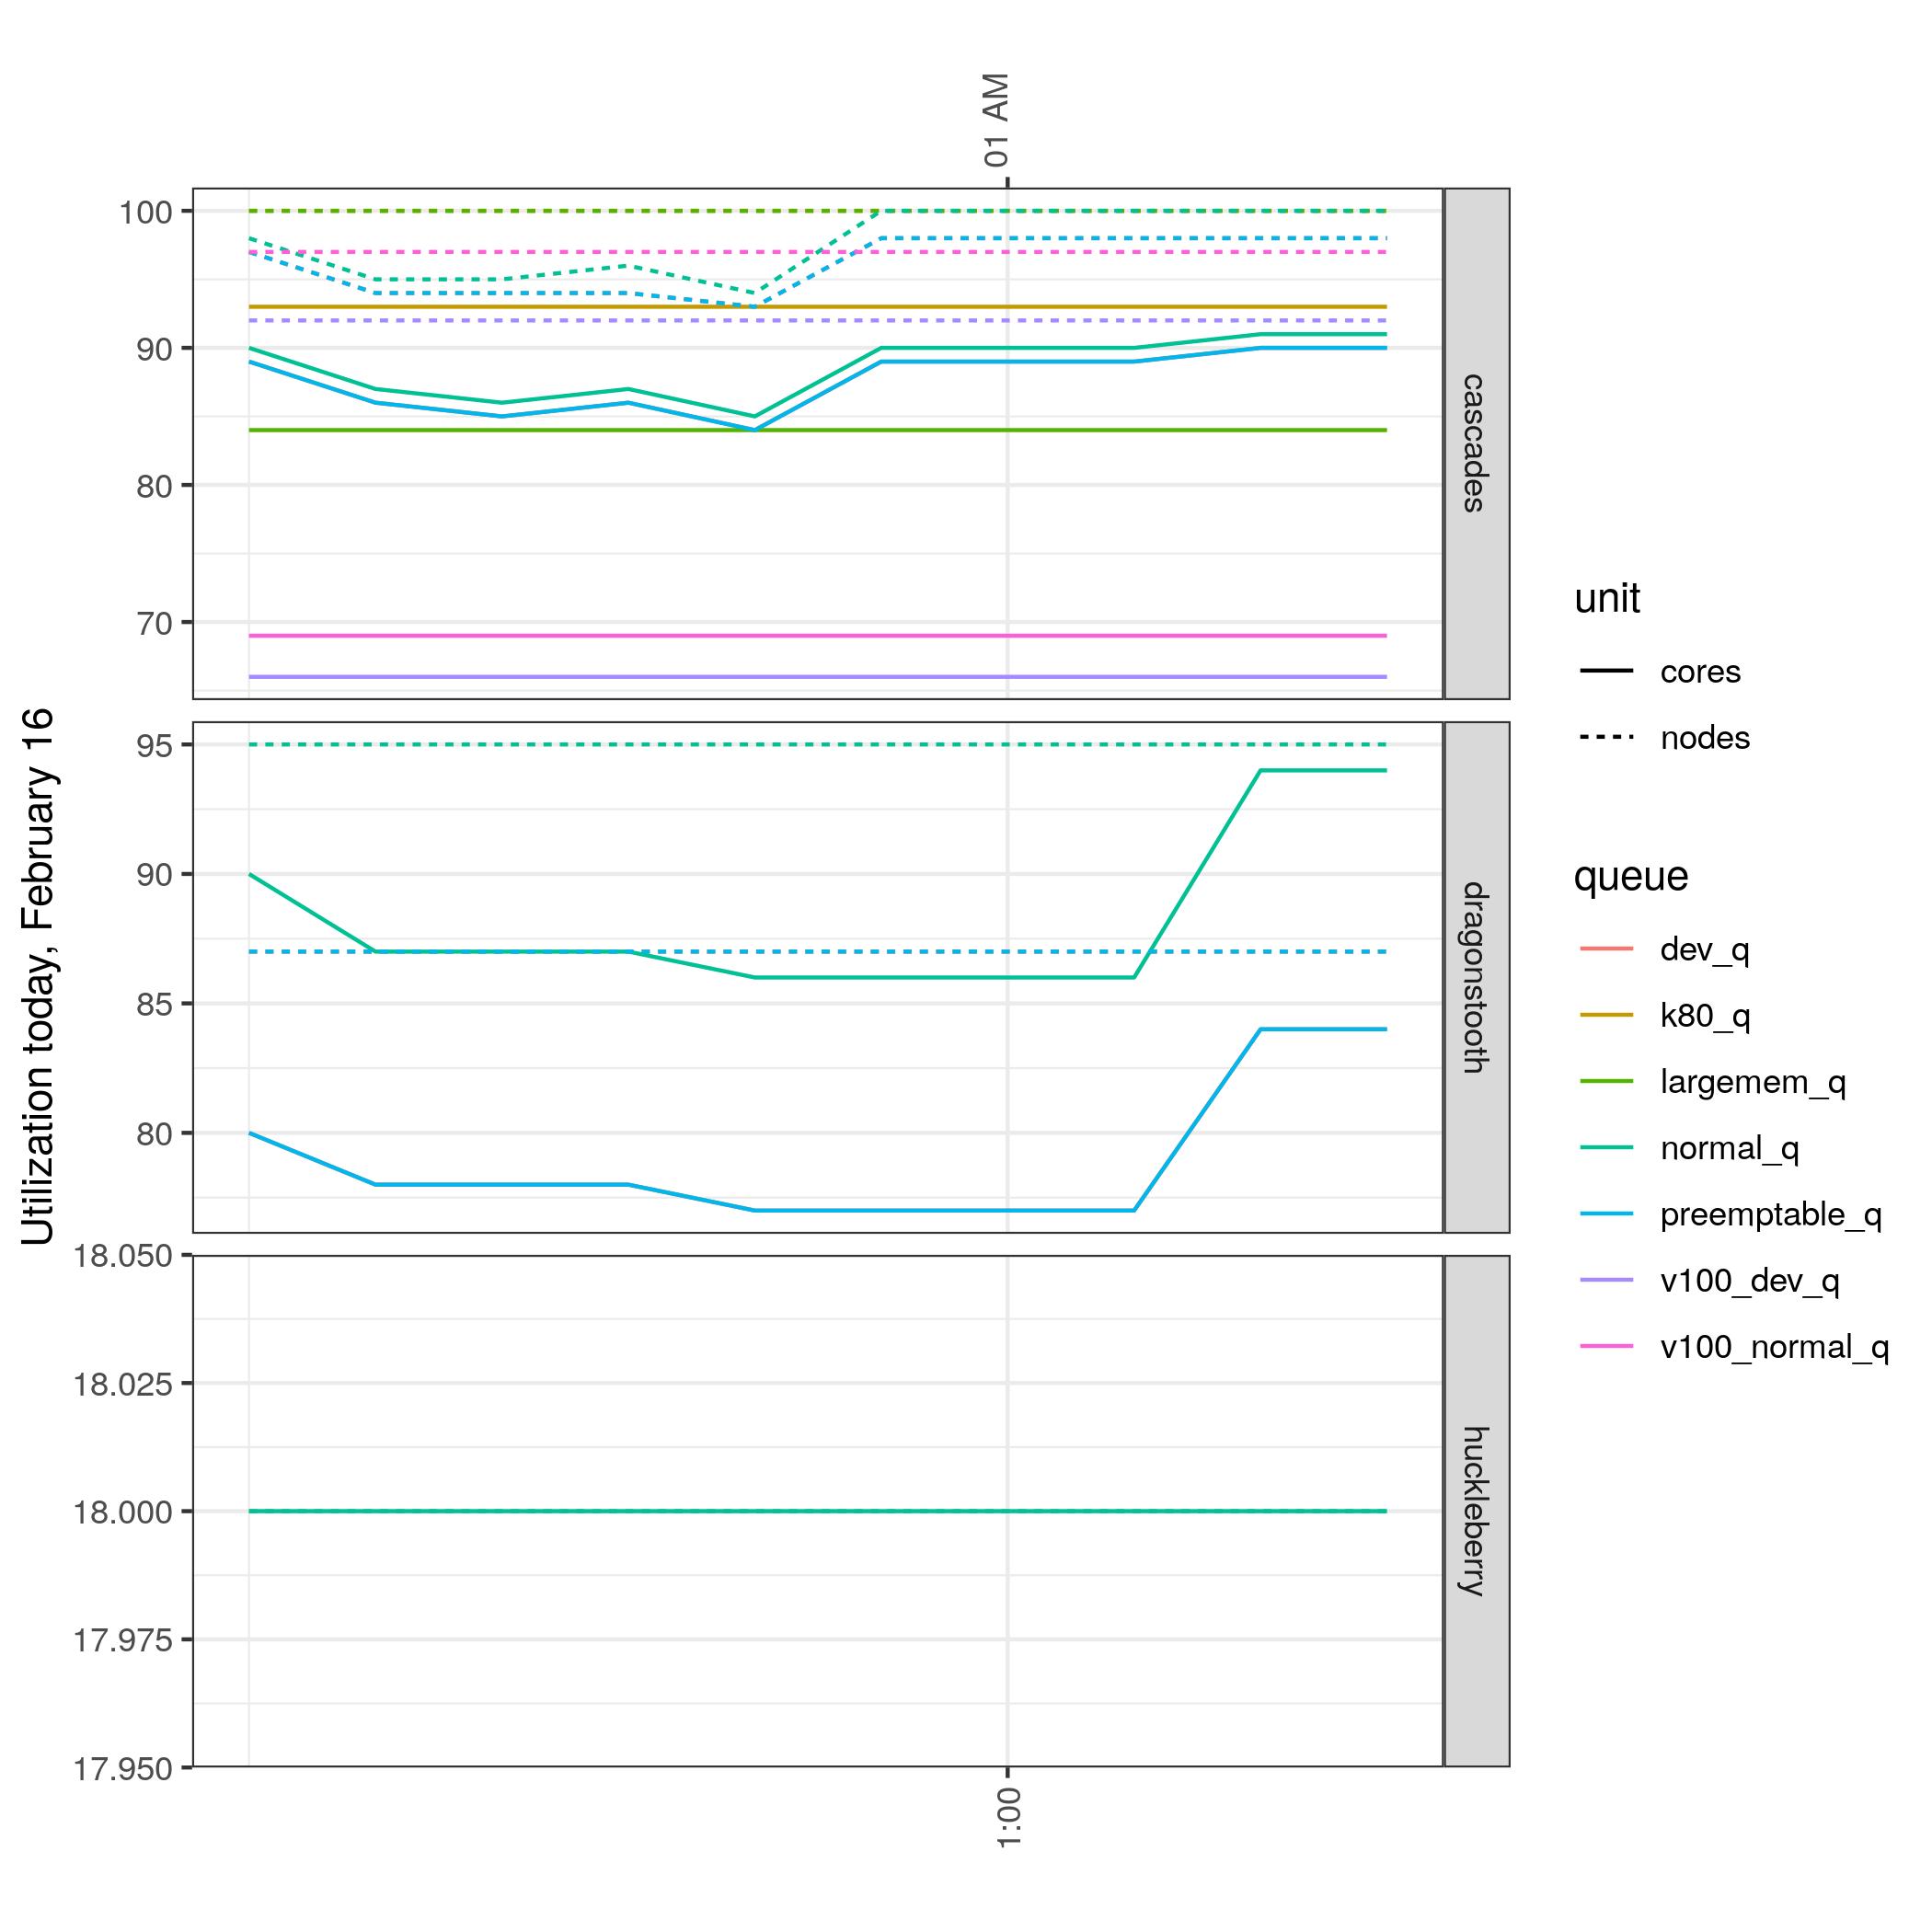 01 AM
100
90
80
70
cascades
Utilization today, February 16
95
90
85
80
dragonstooth
18.050
18.025
18.000
17.975
17.950
huckleberry
1:00
unit
cores
nodes
queue
dev_q
k80_q
largemem_q
normal_q
preemptable_q
v100_dev_q
v100_normal_q